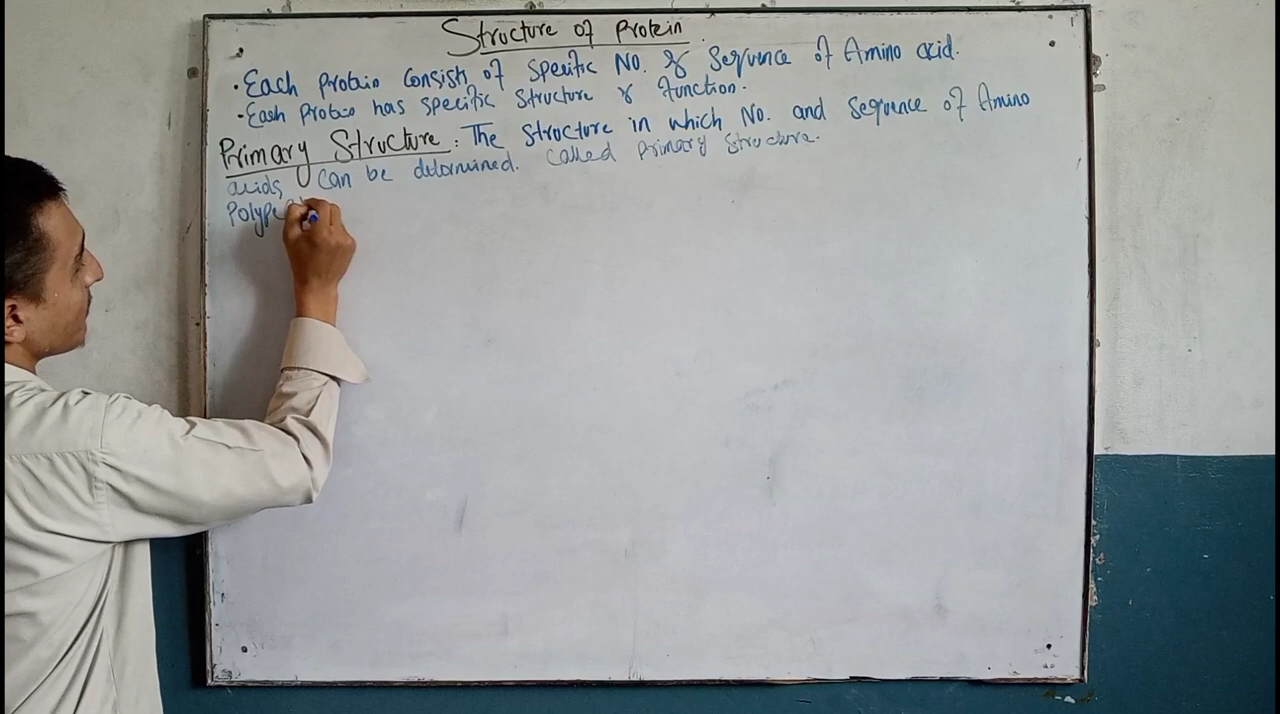 Structure of Protein
• Each Protein Consist of Specific No. & Sequence of Amino acid.
• Each Protein has specific Structure & function.
Primary Structure: The Structure in which No. and Sequence of Amino
acids, can be determined. Called Primary Structure.
Polype